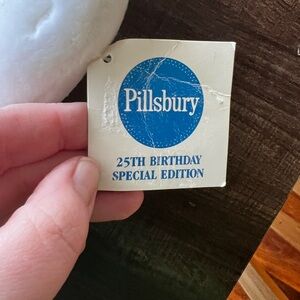 Pillsbury
25TH BIRTHDAY
SPECIAL EDITION